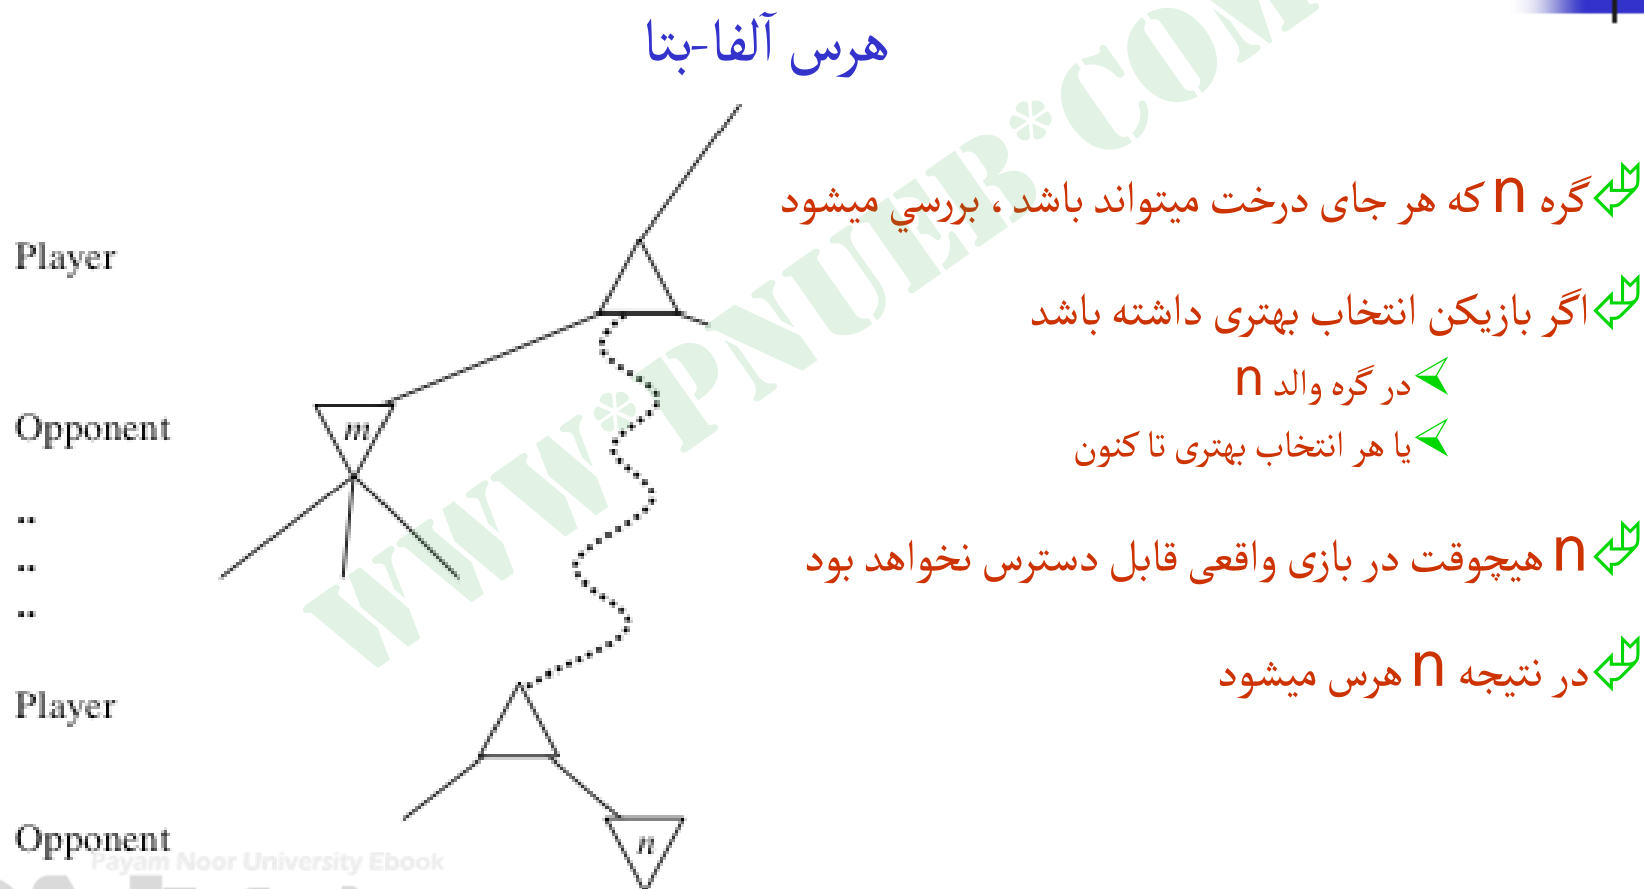 هرس آلفا-بتا
گره n که هر جای درخت میتواند باشد ، بررسي میشود
اگر بازیکن انتخاب بهتری داشته باشد
در گره والد n
یا هر انتخاب بهتری تا کنون
n هیچوقت در بازی واقعی قابل دسترس نخواهد بود
در نتیجه n هرس میشود
Player
Opponent
m
..
..
..
Player
Opponent
n
WWW*PNUER*COM
Payam Noor University Ebook